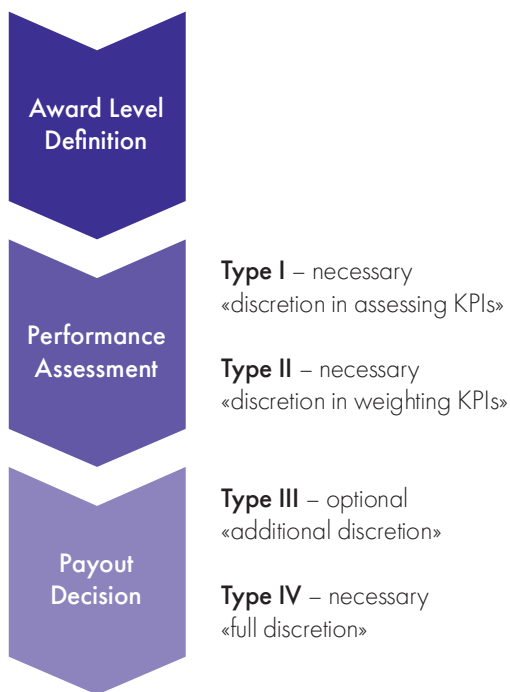 Award Level
Definition
Performance
Assessment
Type I – necessary
«discretion in assessing KPIs»
Type II – necessary
«discretion in weighting KPIs»
Payout
Decision
Type III – optional
«additional discretion»
Type IV – necessary
«full discretion»